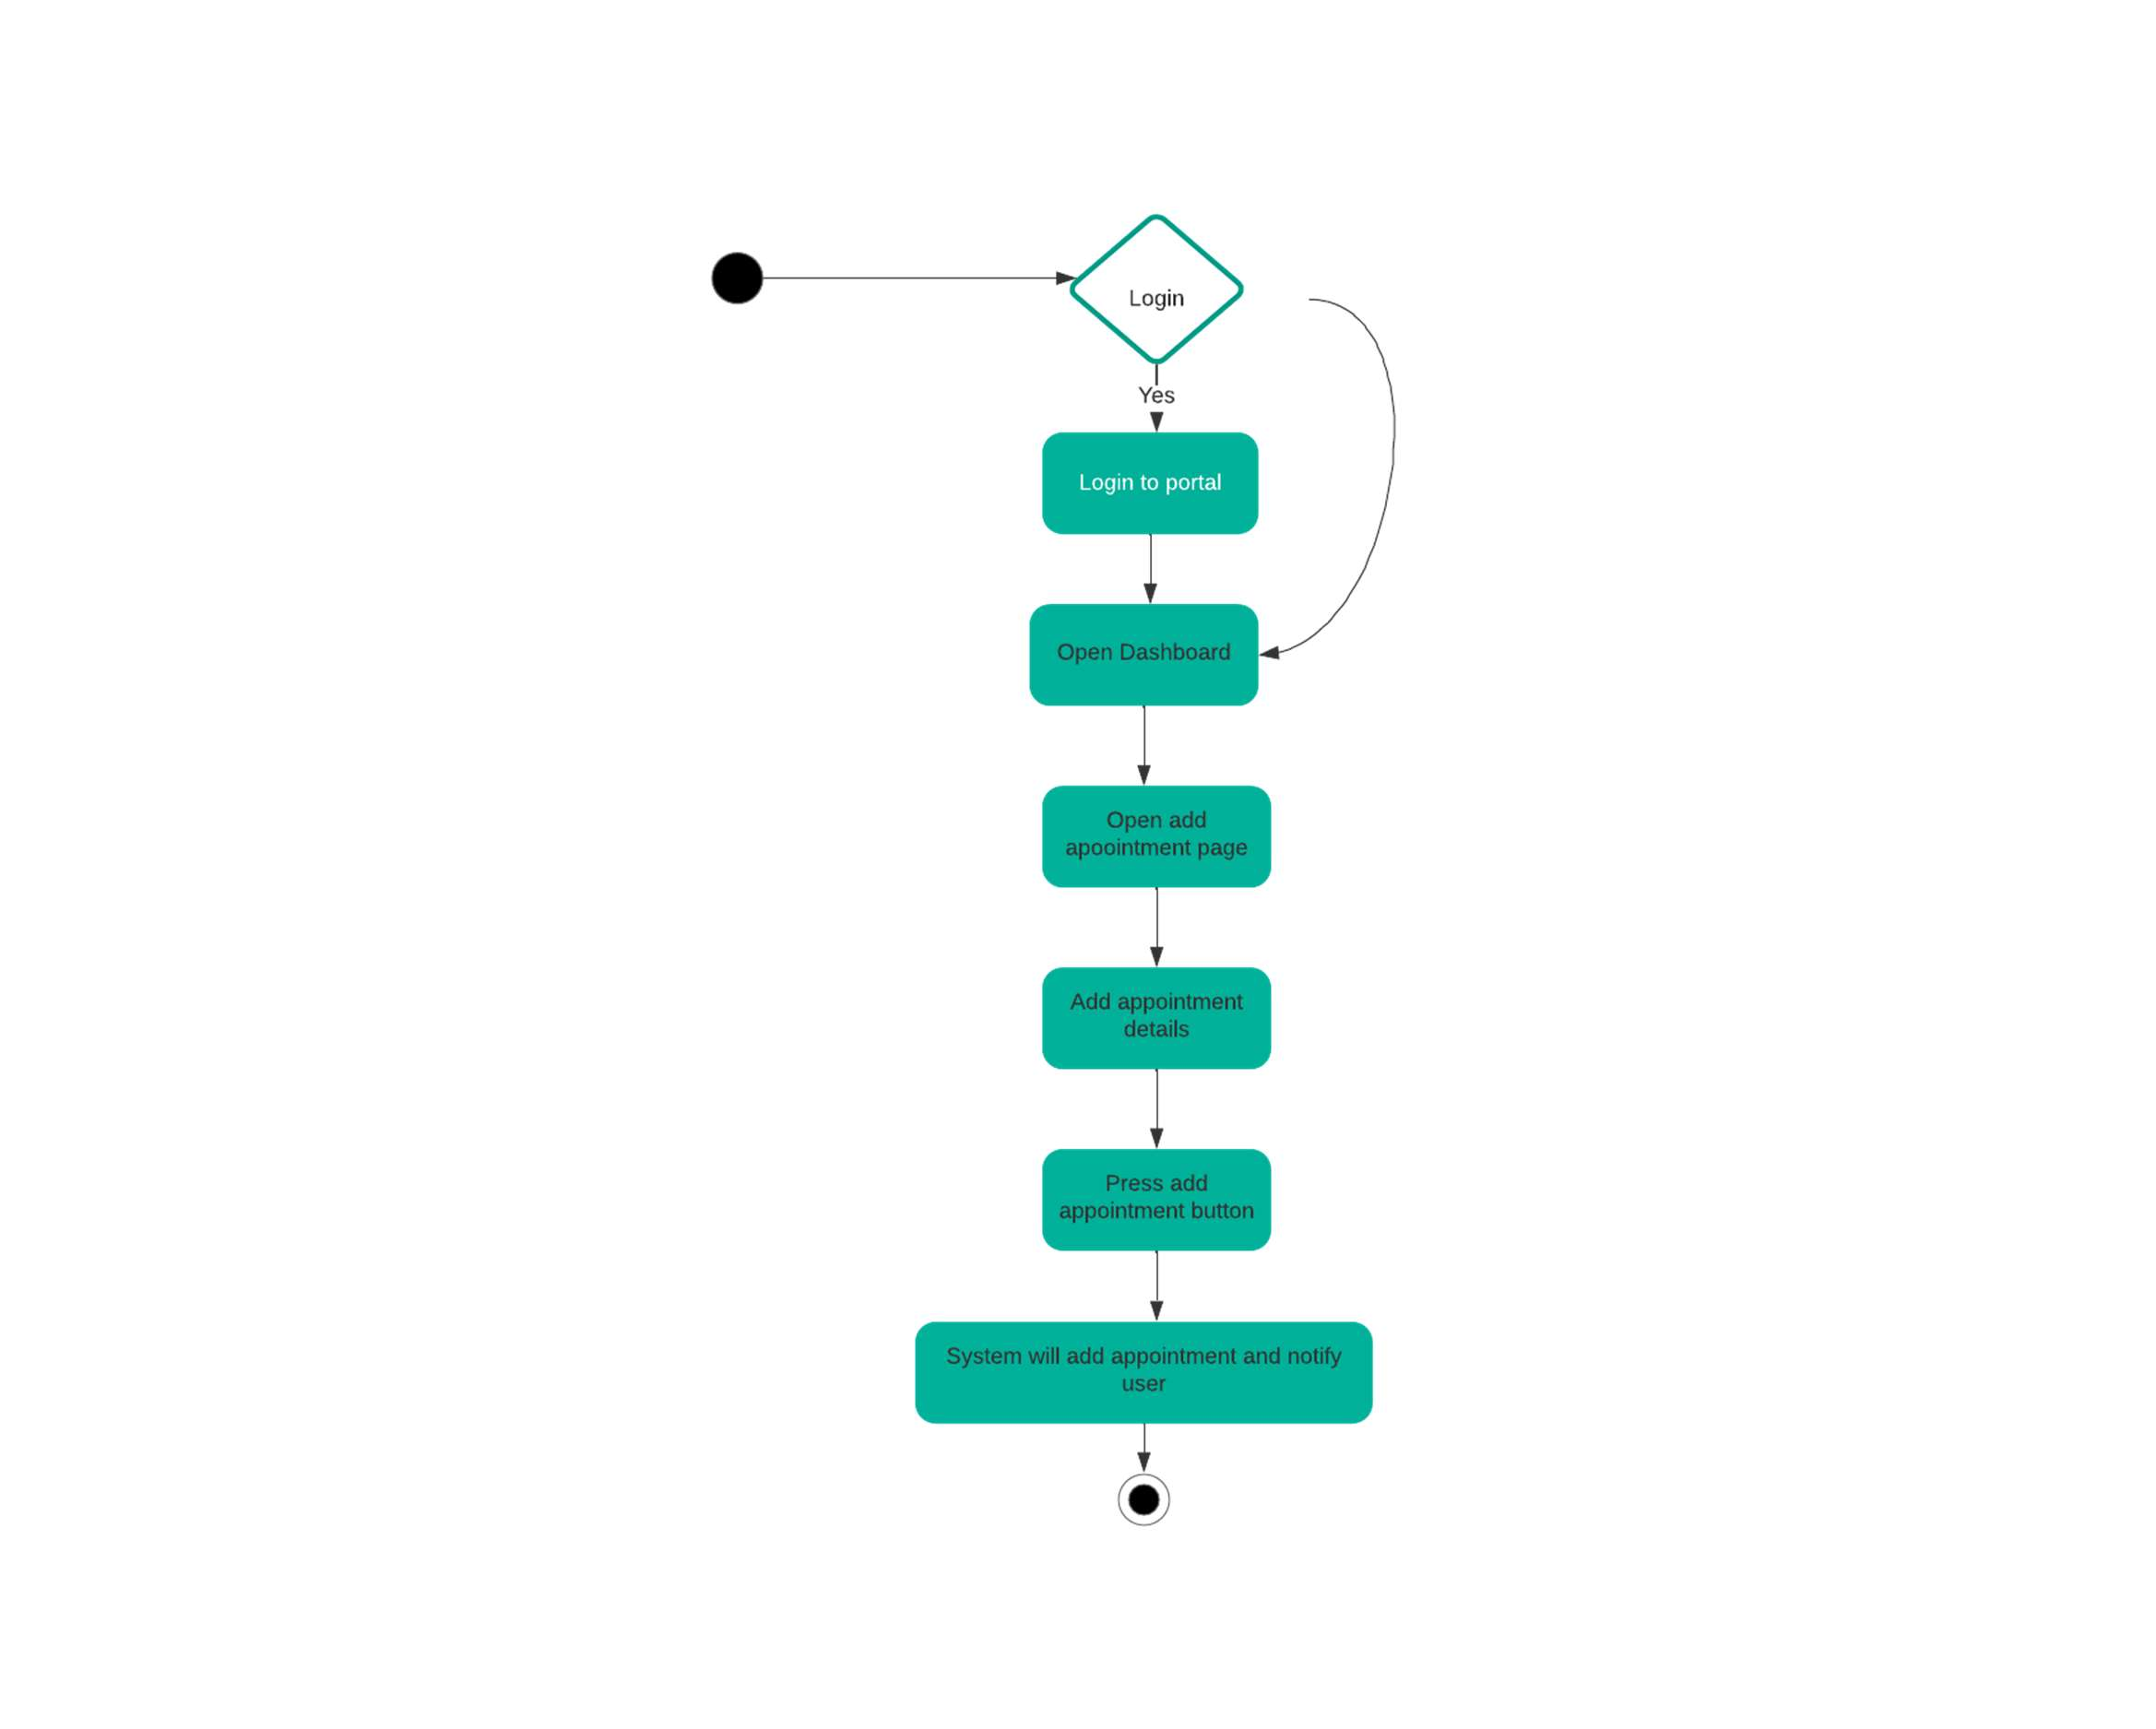 Login
Yes
Login to portal
Open Dashboard
Open add
apoointment page
Add appointment
details
Press add
appointment button
System will add appointment and notify
user